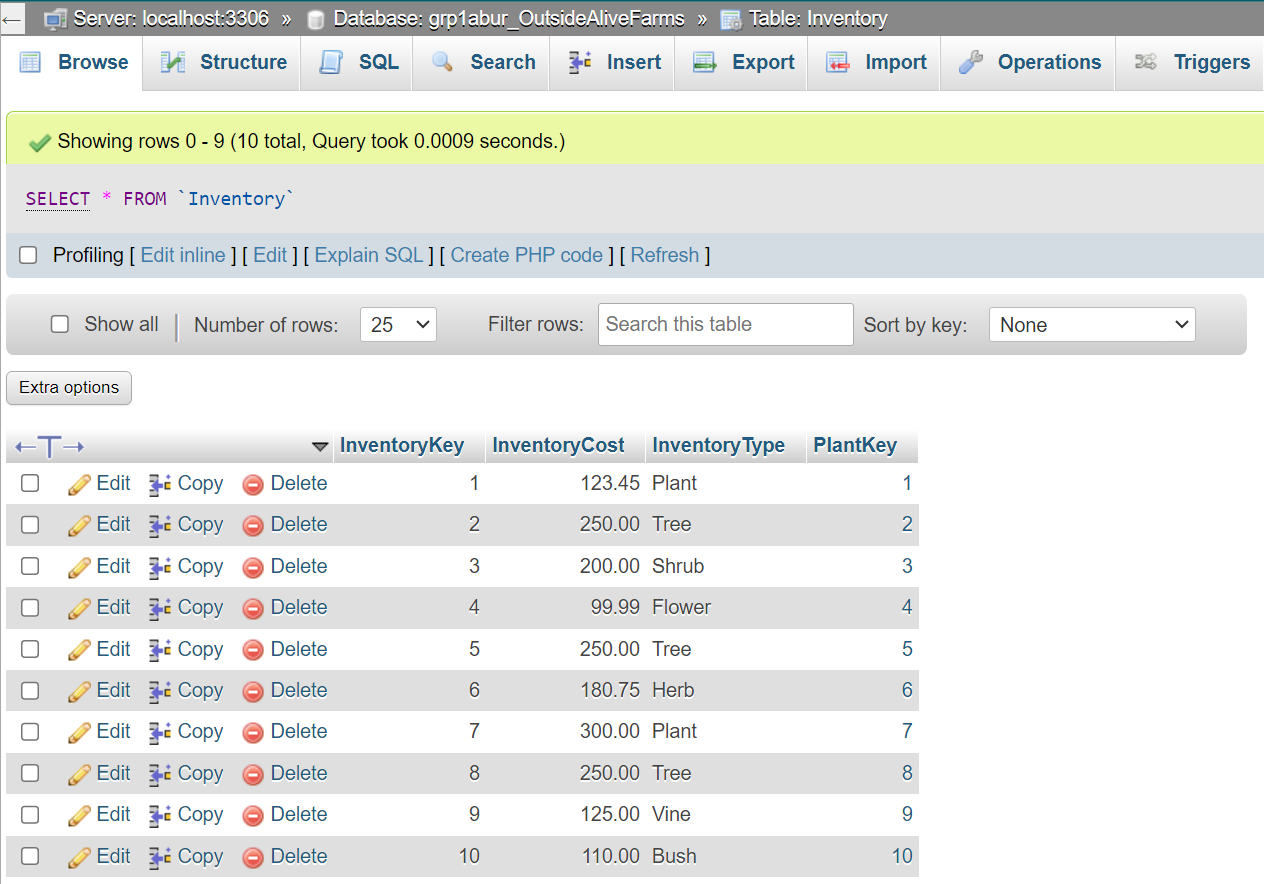 Server: localhost:3306 » Database: grp1abur_OutsideAliveFarms » Table: Inventory
Browse Structure SQL Search Insert Export Import Operations Triggers
Showing rows 0 - 9 (10 total, Query took 0.0009 seconds.)
SELECT * FROM `Inventory`
Profiling [ Edit inline ] [ Edit ] [ Explain SQL ] [ Create PHP code ] [ Refresh ]
Show all | Number of rows: 25 Filter rows: Search this table Sort by key: None
Extra options
←T→ InventoryKey InventoryCost InventoryType PlantKey
Edit Copy Delete 1 123.45 Plant 1
Edit Copy Delete 2 250.00 Tree 2
Edit Copy Delete 3 200.00 Shrub 3
Edit Copy Delete 4 99.99 Flower 4
Edit Copy Delete 5 250.00 Tree 5
Edit Copy Delete 6 180.75 Herb 6
Edit Copy Delete 7 300.00 Plant 7
Edit Copy Delete 8 250.00 Tree 8
Edit Copy Delete 9 125.00 Vine 9
Edit Copy Delete 10 110.00 Bush 10